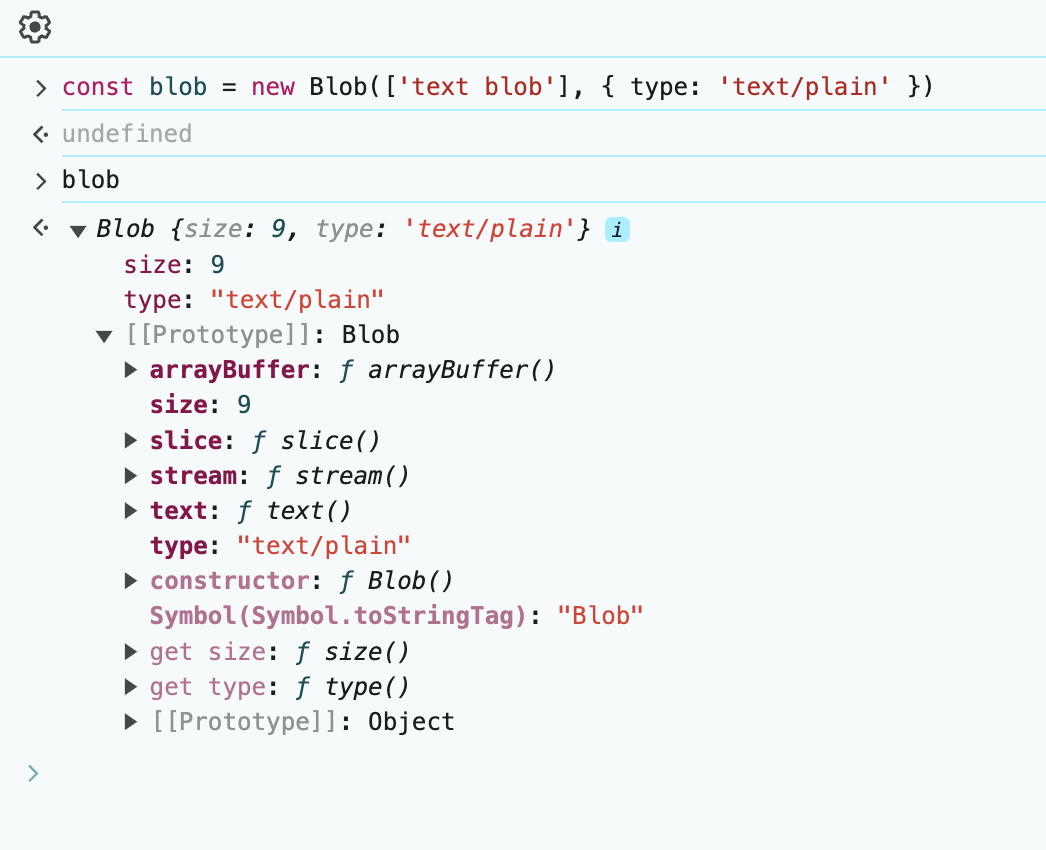 const blob = new Blob(['text blob'], { type: 'text/plain' })
undefined
blob
Blob {size: 9, type: 'text/plain'} i
size: 9
type: "text/plain"
[[Prototype]]: Blob
arrayBuffer: ƒ arrayBuffer()
size: 9
slice: ƒ slice()
stream: ƒ stream()
text: ƒ text()
type: "text/plain"
constructor: ƒ Blob()
Symbol(Symbol.toStringTag): "Blob"
get size: ƒ size()
get type: ƒ type()
[[Prototype]]: Object